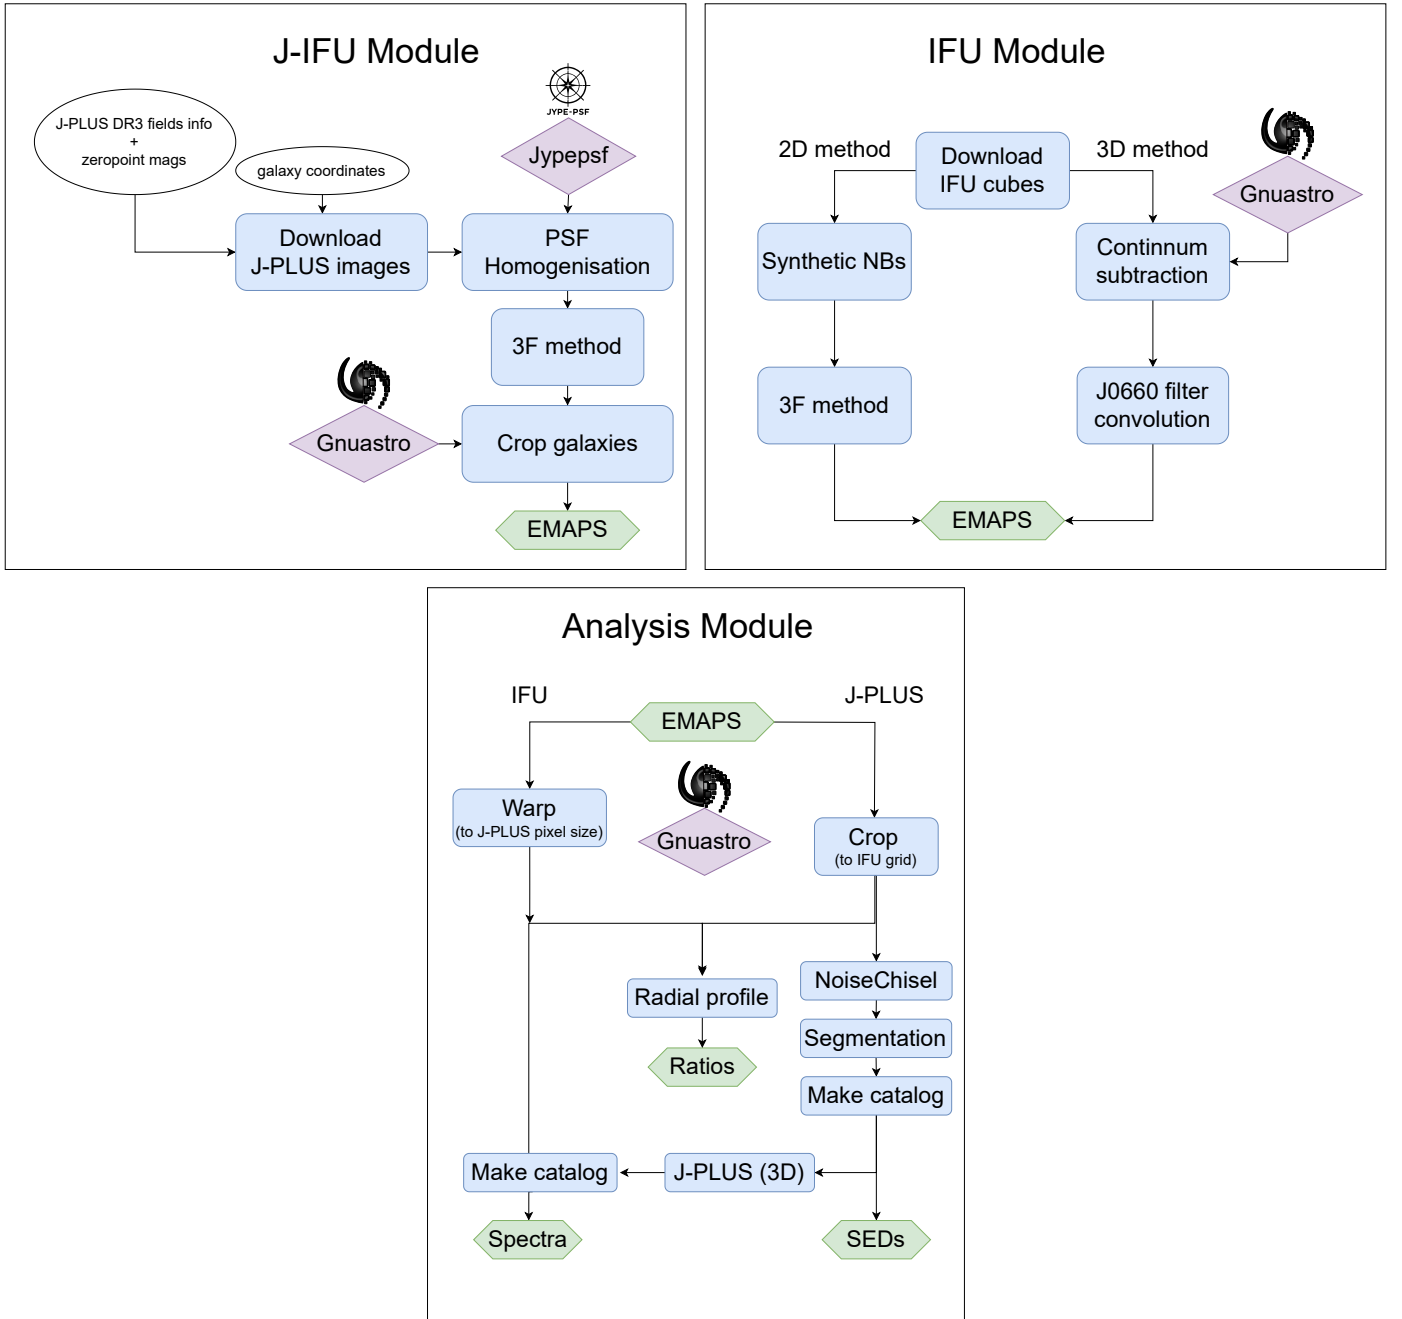 J-IFU Module
JYPE-PSF
J-PLUS DR3 fields info
+
zeropoint mags
galaxy coordinates
Jypepsf
Download
J-PLUS images
PSF
Homogenisation
3F method
Gnuastro
Crop galaxies
EMAPS
IFU Module
2D method
Download
IFU cubes
3D method
Gnuastro
Synthetic NBs
Continnum
subtraction
3F method
J0660 filter
convolution
EMAPS
Analysis Module
IFU
J-PLUS
EMAPS
Warp
(to J-PLUS pixel size)
Gnuastro
Crop
(to IFU grid)
Radial profile
NoiseChisel
Segmentation
Ratios
Make catalog
Make catalog
J-PLUS (3D)
Spectra
SEDs